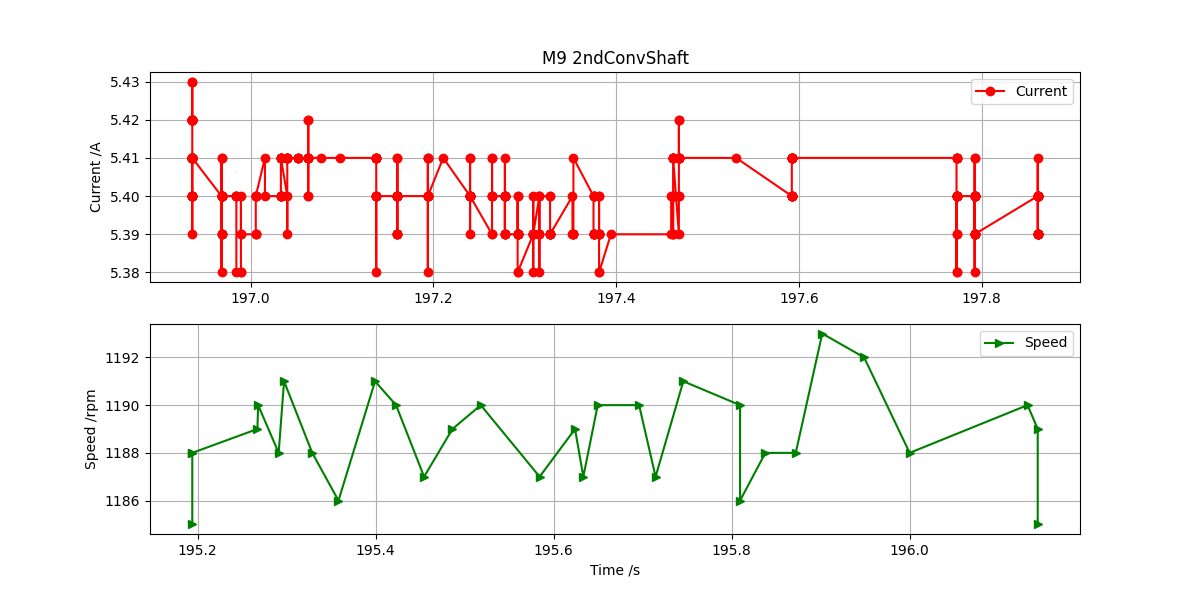 M9 2ndConvShaft
5.43
5.42
5.41
5.40
5.39
5.38
Current /A
Current
197.0 197.2 197.4 197.6 197.8
1192
1190
1188
1186
Speed /rpm
Speed
195.2 195.4 195.6 195.8 196.0
Time /s